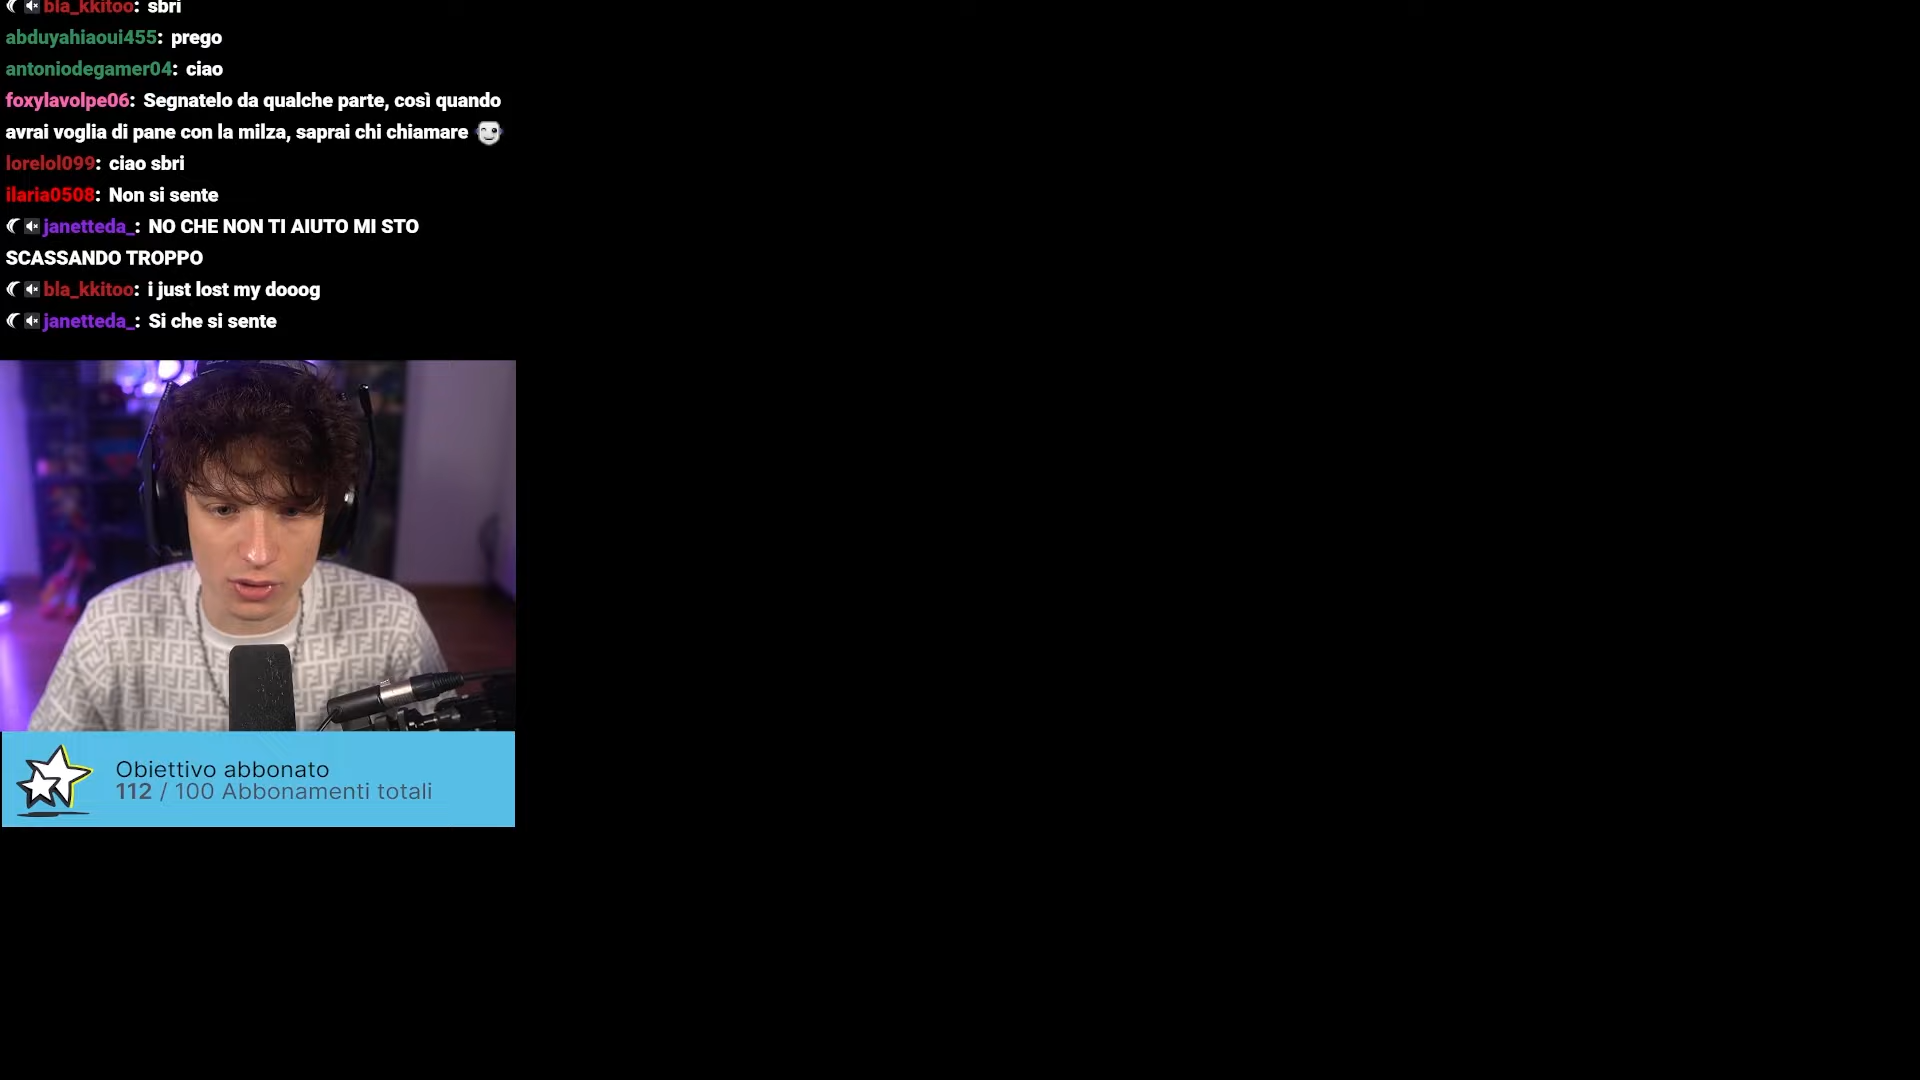 bla_kkitoo: sbri
abduyahiaoui455: prego
antoniodegamer04: ciao
foxylavolpe06: Segnatelo da qualche parte, così quando
avrai voglia di pane con la milza, saprai chi chiamare
lorelol099: ciao sbri
ilaria0508: Non si sente
janetteda_: NO CHE NON TI AIUTO MI STO
SCASSANDO TROPPO
bla_kkitoo: i just lost my dooog
janetteda_: Si che si sente
Obiettivo abbonato
112 / 100 Abbonamenti totali